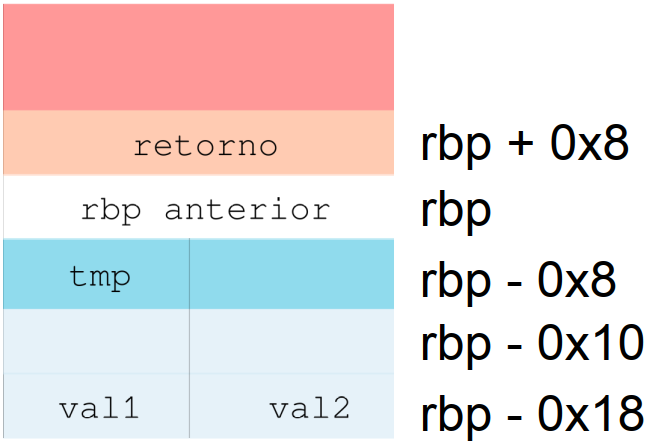 retorno rbp + 0x8
rbp anterior rbp
tmp rbp - 0x8
rbp - 0x10
val1 val2 rbp - 0x18